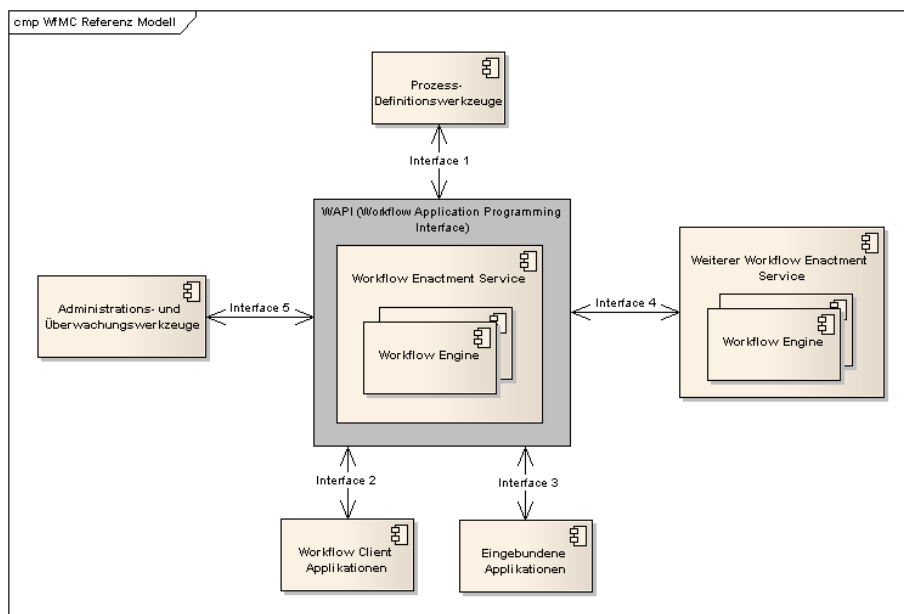 cmp WfMC Referenz Modell
Prozess-
Definitionswerkzeuge
Interface 1
WAPI (Workflow Application Programming
Interface)
Workflow Enactment Service
Workflow Engine
Weiterer Workflow Enactment
Service
Workflow Engine
Interface 4
Administrations- und
Überwachungswerkzeuge
Interface 5
Interface 2
Interface 3
Workflow Client
Applikationen
Eingebundene
Applikationen